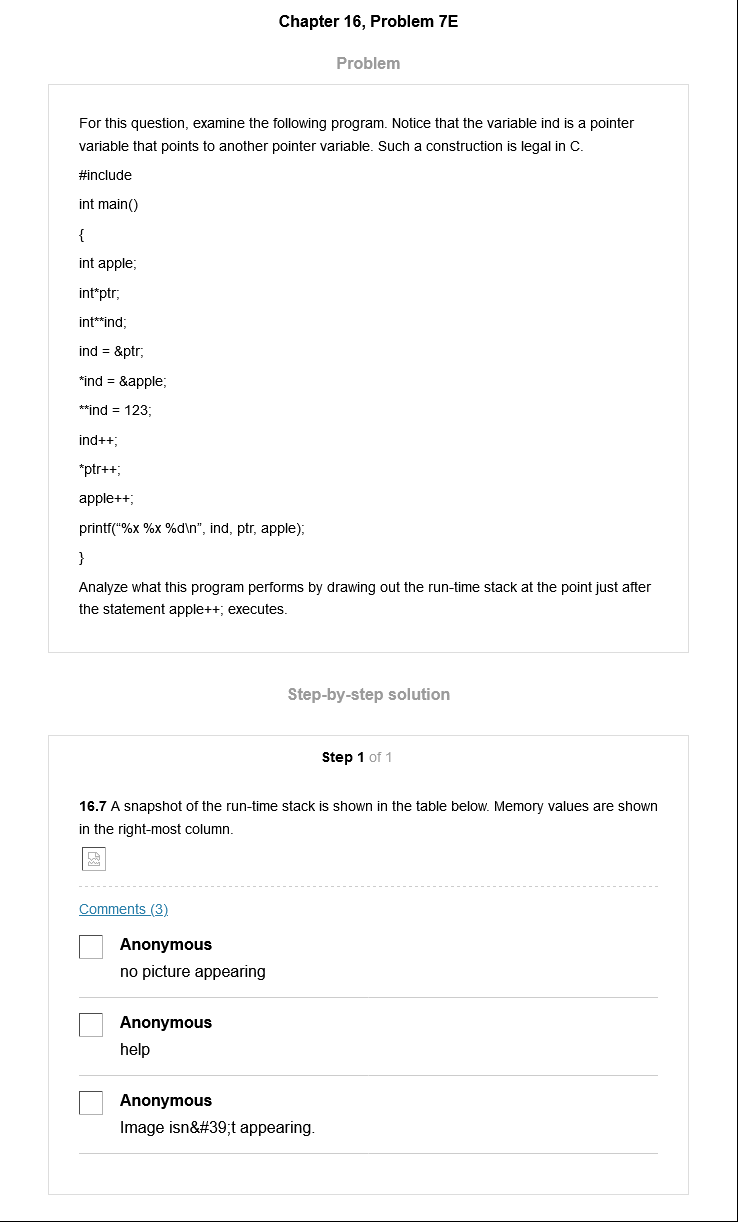 Chapter 16, Problem 7E
Problem
For this question, examine the following program. Notice that the variable ind is a pointer
variable that points to another pointer variable. Such a construction is legal in C.
#include
int main()
{
int apple;
int*ptr;
int**ind;
ind = &ptr;
*ind = &apple;
**ind = 123;
ind++;
*ptr++;
apple++;
printf(“%x %x %d\n”, ind, ptr, apple);
}
Analyze what this program performs by drawing out the run-time stack at the point just after
the statement apple++; executes.
Step-by-step solution
Step 1 of 1
16.7 A snapshot of the run-time stack is shown in the table below. Memory values are shown
in the right-most column.
Comments (3)
Anonymous
no picture appearing
Anonymous
help
Anonymous
Image isn&#39;t appearing.